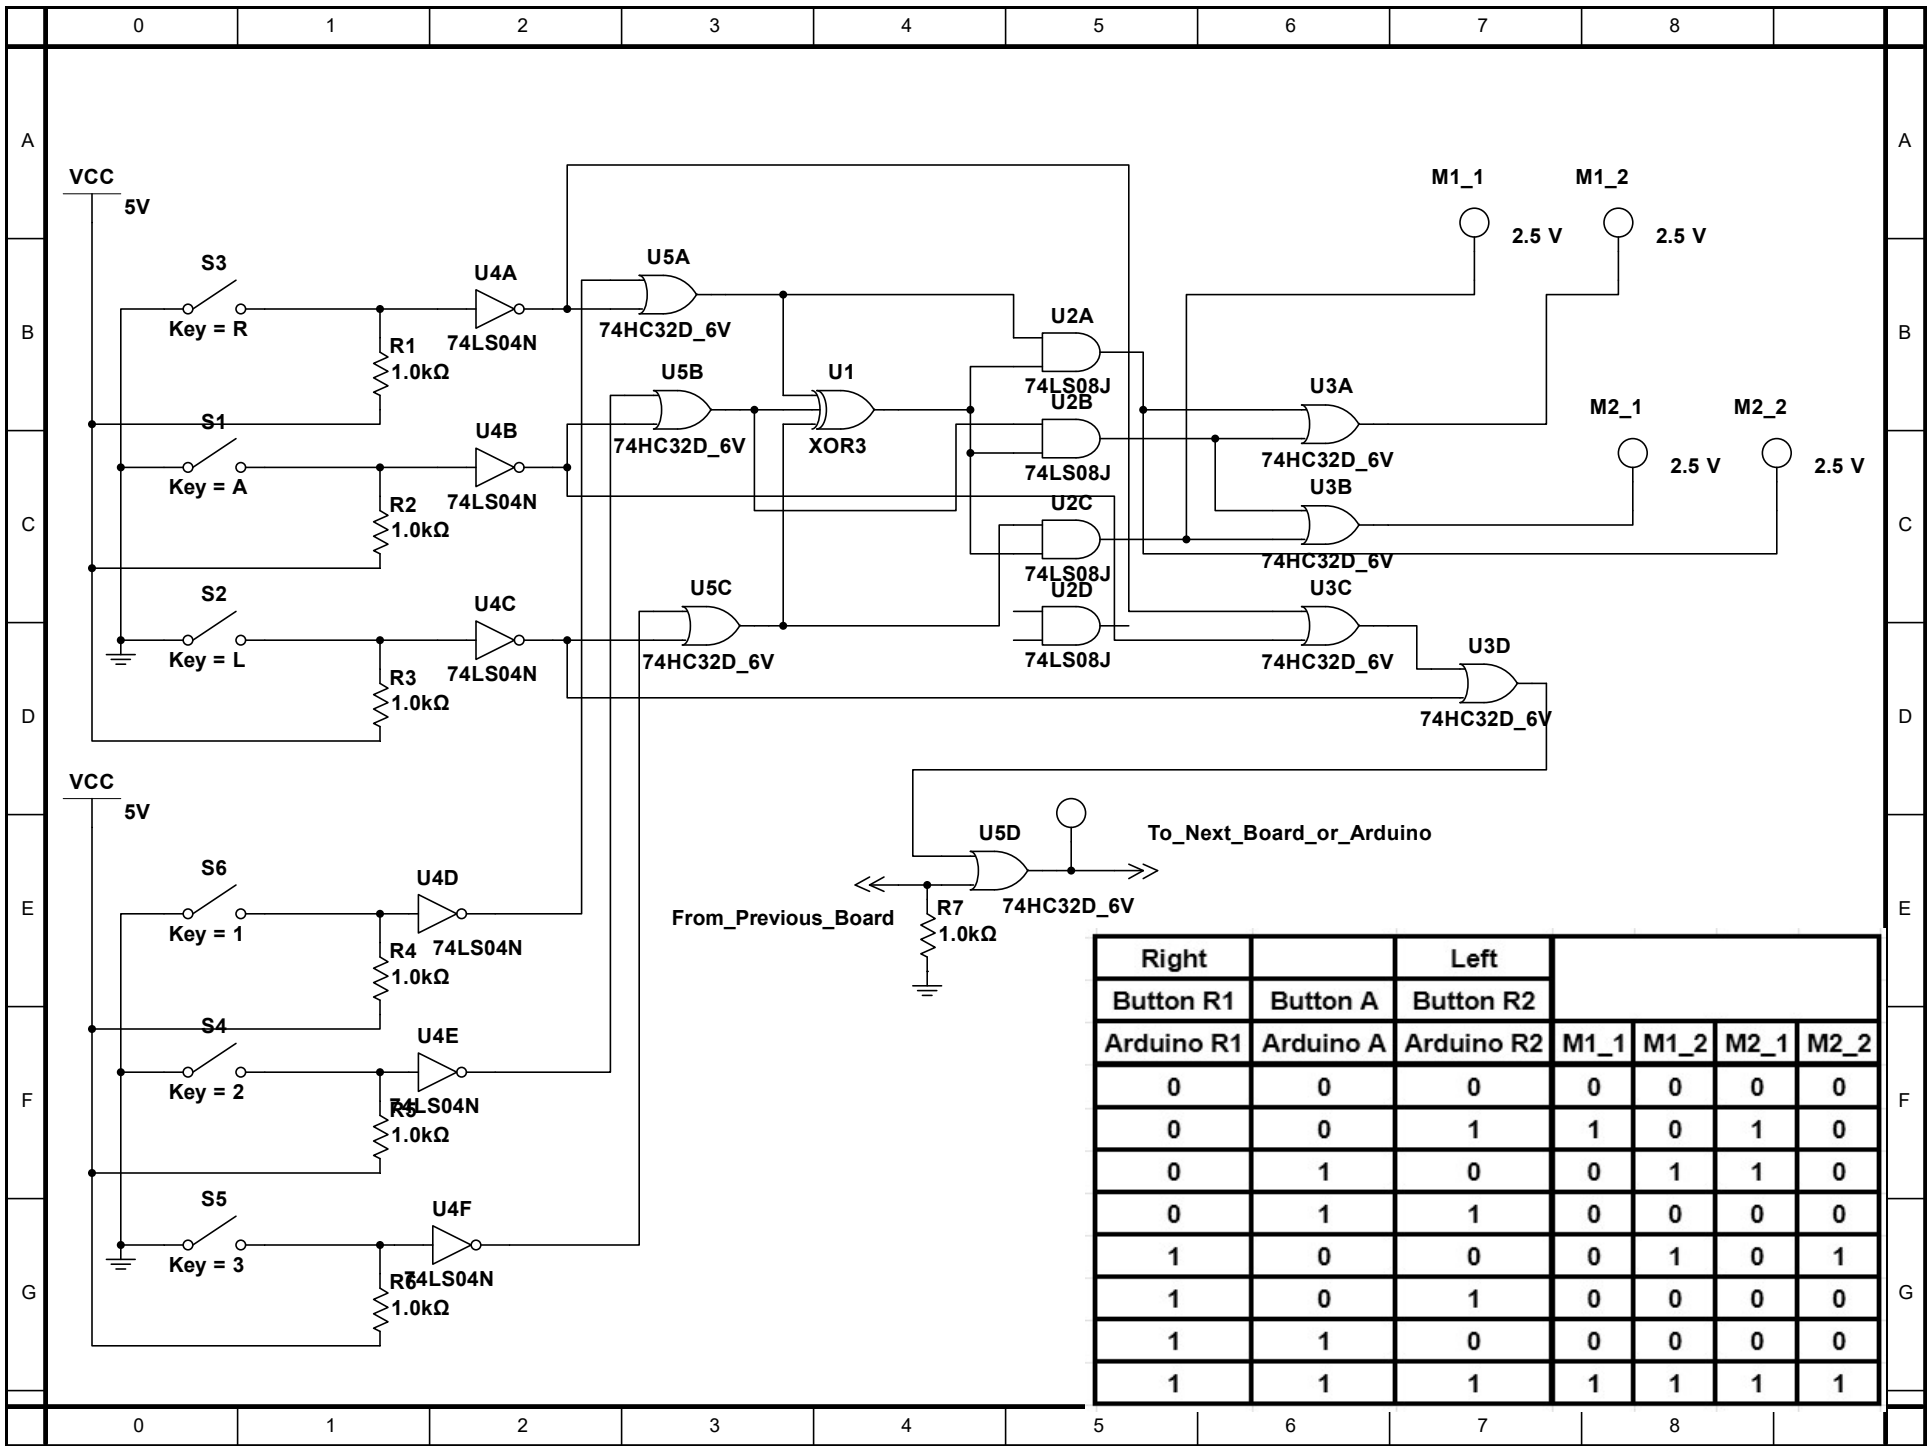 0 1 2 3 4 5 6 7 8
A A
VCC
5V
M1_1 M1_2
2.5 V 2.5 V
B B
S3
Key = R
U4A
74LS04N
R1
1.0kΩ
U5A
74HC32D_6V
U5B
74HC32D_6V
U1
XOR3
U2A
74LS08J
U2B
74LS08J
U3A
74HC32D_6V
M2_1 M2_2
2.5 V 2.5 V
S1
Key = A
U4B
74LS04N
R2
1.0kΩ
C C
U2C
74LS08J
U3B
74HC32D_6V
S2
Key = L
U4C
74LS04N
R3
1.0kΩ
U5C
74HC32D_6V
U2D
74LS08J
U3C
74HC32D_6V
U3D
74HC32D_6V
D D
VCC
5V
U5D
74HC32D_6V
To_Next_Board_or_Arduino
From_Previous_Board
R7
1.0kΩ
E E
S6
Key = 1
U4D
74LS04N
R4
1.0kΩ
S4
Key = 2
U4E
74LS04N
R5
1.0kΩ
F F
S5
Key = 3
U4F
74LS04N
R6
1.0kΩ
G G
Right Left
Button R1 Button A Button R2
Arduino R1 Arduino A Arduino R2 M1_1 M1_2 M2_1 M2_2
0 0 0 0 0 0 0
0 0 1 1 0 1 0
0 1 0 0 1 1 0
0 1 1 0 0 0 0
1 0 0 0 1 0 1
1 0 1 0 0 0 0
1 1 0 0 0 0 0
1 1 1 1 1 1 1
0 1 2 3 4 5 6 7 8